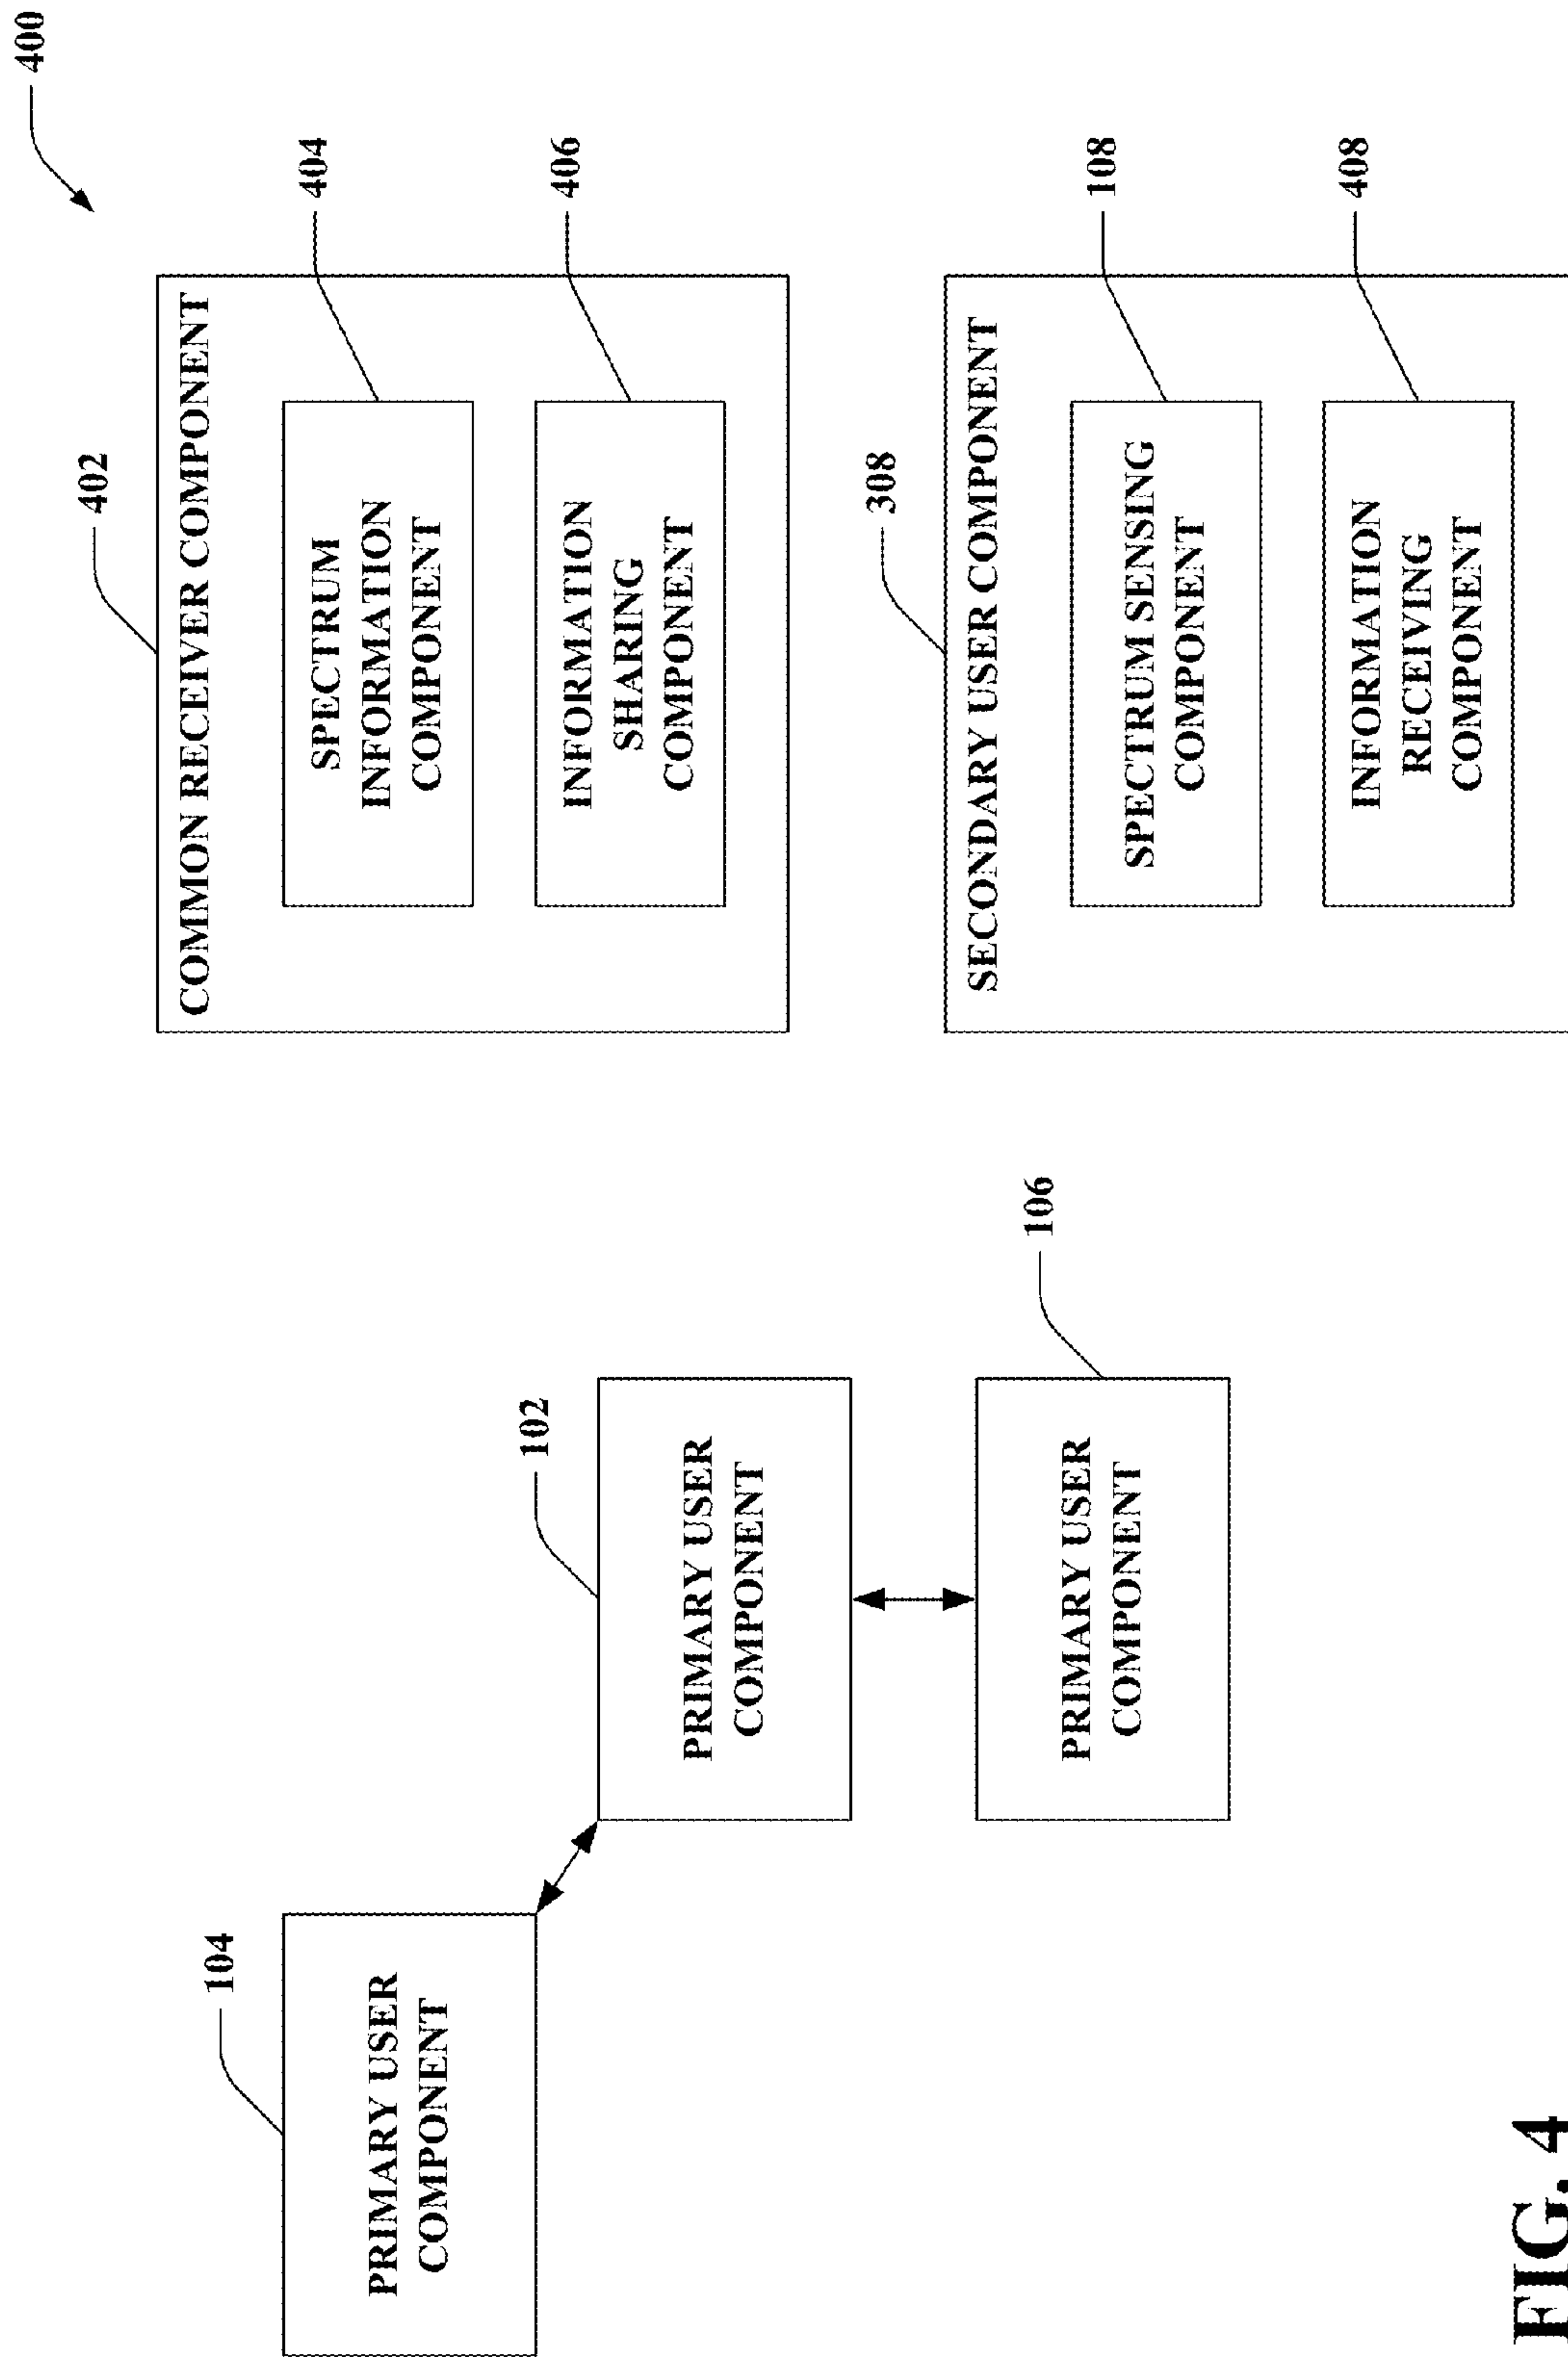 400
402
COMMON RECEIVER COMPONENT
404
SPECTRUM
INFORMATION
COMPONENT
406
INFORMATION
SHARING
COMPONENT
104
PRIMARY USER
COMPONENT
102
PRIMARY USER
COMPONENT
106
PRIMARY USER
COMPONENT
308
SECONDARY USER COMPONENT
108
SPECTRUM SENSING
COMPONENT
408
INFORMATION
RECEIVING
COMPONENT
FIG. 4